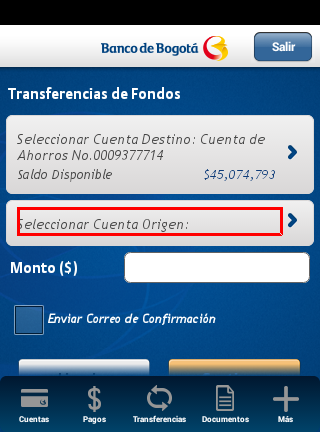 Banco de Bogotá
Salir
Transferencias de Fondos
Seleccionar Cuenta Destino: Cuenta de
Ahorros No.0009377714
Saldo Disponible $45,074,793
Seleccionar Cuenta Origen:
Monto ($)
Enviar Correo de Confirmación
Cuentas
Pagos
Transferencias
Documentos
Más